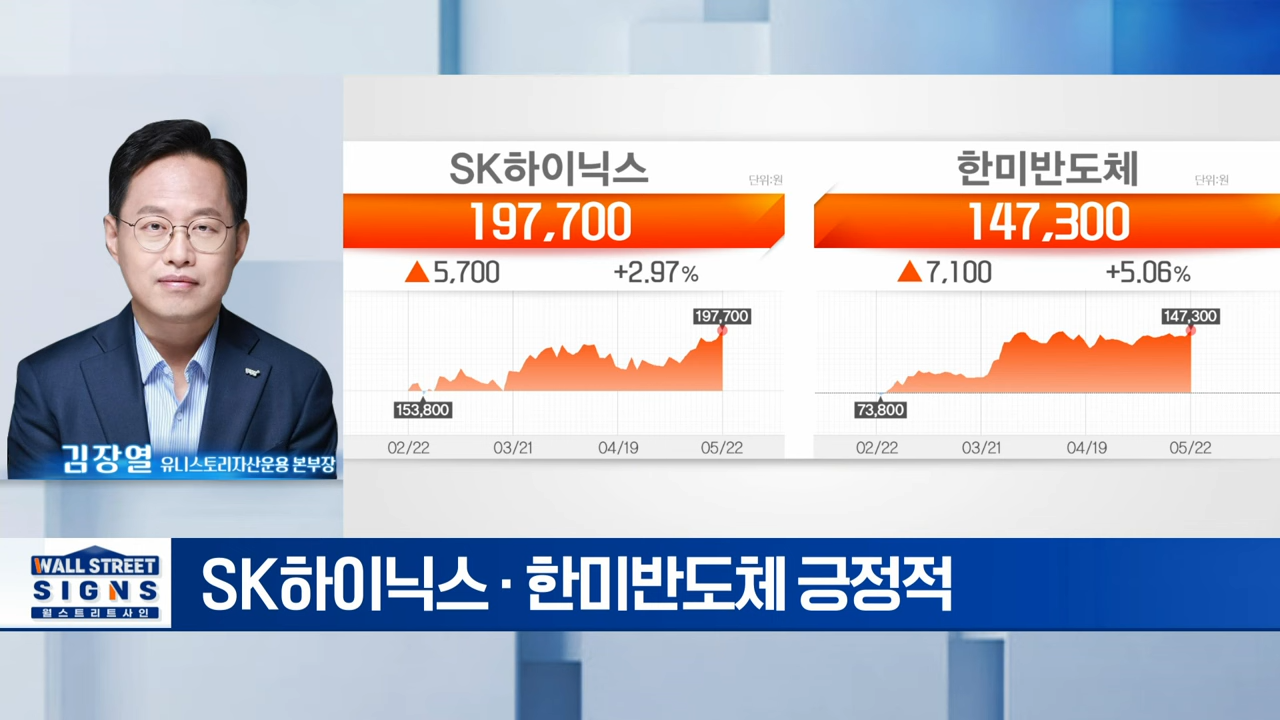 SK하이닉스
단위:원
197,700
▲5,700 +2.97%
197,700
153,800
02/22 03/21 04/19 05/22
한미반도체
단위:원
147,300
▲7,100 +5.06%
147,300
73,800
02/22 03/21 04/19 05/22
김장열 유니스토리자산운용 본부장
WALL STREET
SIGNS
월스트리트사인
SK하이닉스·한미반도체 긍정적